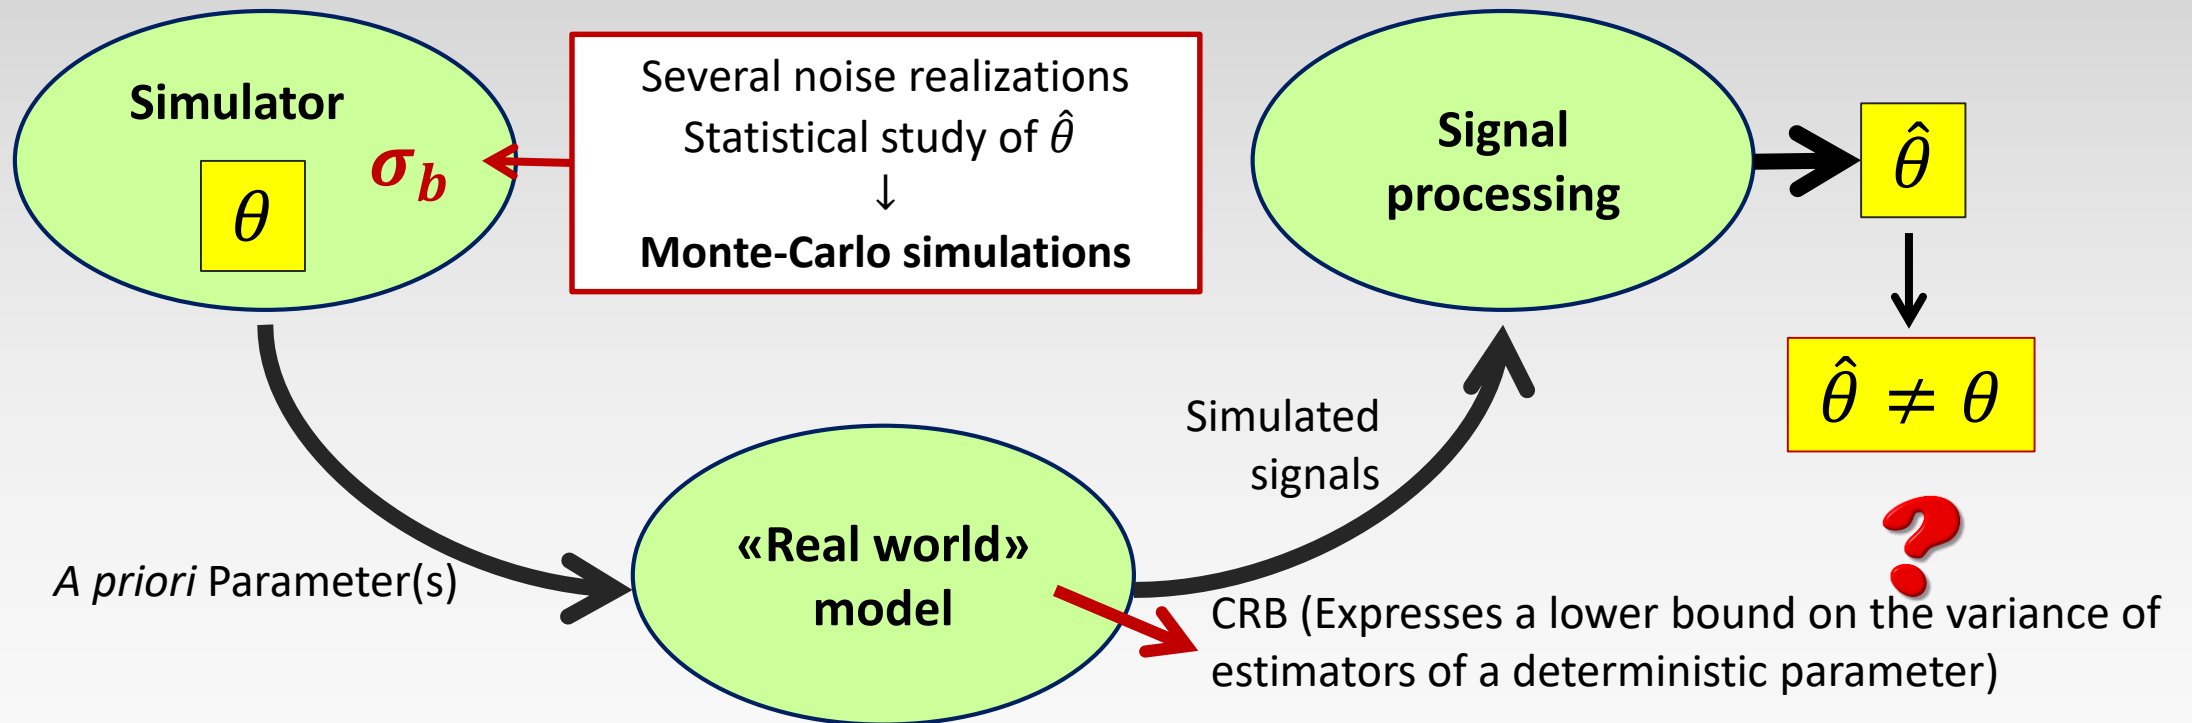 Simulator
θ
σ_b
Several noise realizations
Statistical study of θ̂
↓
Monte-Carlo simulations
Signal
processing
θ̂
θ̂ ≠ θ
?
Simulated
signals
A priori Parameter(s)
«Real world»
model
CRB (Expresses a lower bound on the variance of
estimators of a deterministic parameter)